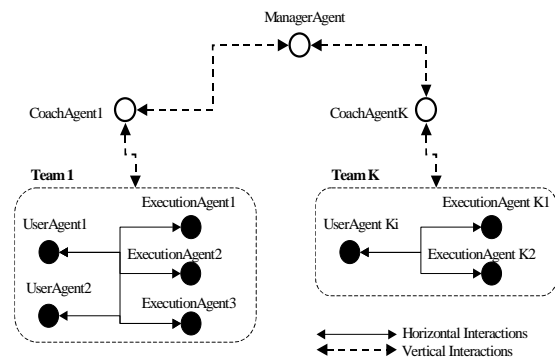 ManagerAgent
CoachAgent1
CoachAgentK
Team 1
Team K
ExecutionAgent1
UserAgent1
ExecutionAgent2
UserAgent2
ExecutionAgent3
ExecutionAgent K1
UserAgent Ki
ExecutionAgent K2
Horizontal Interactions
Vertical Interactions